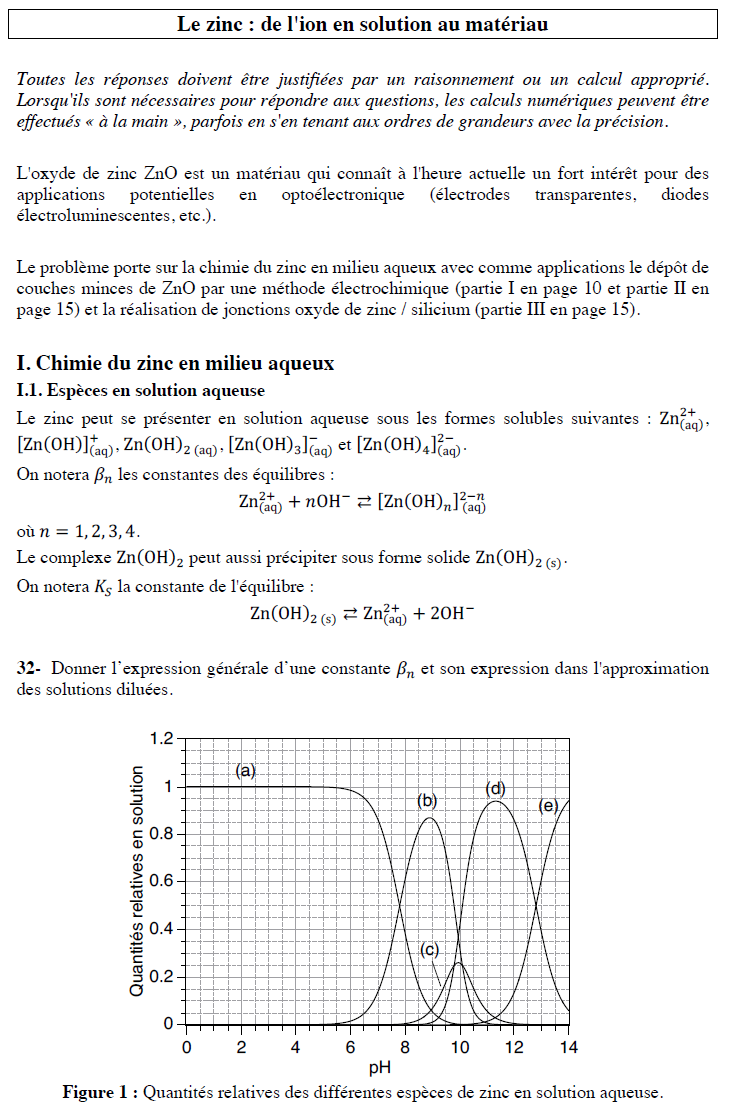 Le zinc : de l'ion en solution au matériau
Toutes les réponses doivent être justifiées par un raisonnement ou un calcul approprié.
Lorsqu'ils sont nécessaires pour répondre aux questions, les calculs numériques peuvent être
effectués « à la main », parfois en s'en tenant aux ordres de grandeurs avec la précision.
L'oxyde de zinc ZnO est un matériau qui connaît à l'heure actuelle un fort intérêt pour des
applications potentielles en optoélectronique (électrodes transparentes, diodes
électroluminescentes, etc.).
Le problème porte sur la chimie du zinc en milieu aqueux avec comme applications le dépôt de
couches minces de ZnO par une méthode électrochimique (partie I en page 10 et partie II en
page 15) et la réalisation de jonctions oxyde de zinc / silicium (partie III en page 15).
I. Chimie du zinc en milieu aqueux
I.1. Espèces en solution aqueuse
Le zinc peut se présenter en solution aqueuse sous les formes solubles suivantes : Zn²⁺(aq),
[Zn(OH)]⁺(aq), Zn(OH)₂ (aq), [Zn(OH)₃]⁻(aq) et [Zn(OH)₄]²⁻(aq).
On notera βₙ les constantes des équilibres :
Zn²⁺(aq) + nOH⁻ ⇄ [Zn(OH)ₙ]²⁻ⁿ(aq)
où n = 1, 2, 3, 4.
Le complexe Zn(OH)₂ peut aussi précipiter sous forme solide Zn(OH)₂ (s).
On notera Kₛ la constante de l'équilibre :
Zn(OH)₂ (s) ⇄ Zn²⁺(aq) + 2OH⁻
32- Donner l'expression générale d'une constante βₙ et son expression dans l'approximation
des solutions diluées.
Quantités relatives en solution
1.2
1
0.8
0.6
0.4
0.2
0
(a)
(b)
(c)
(d)
(e)
0 2 4 6 8 10 12 14
pH
Figure 1 : Quantités relatives des différentes espèces de zinc en solution aqueuse.